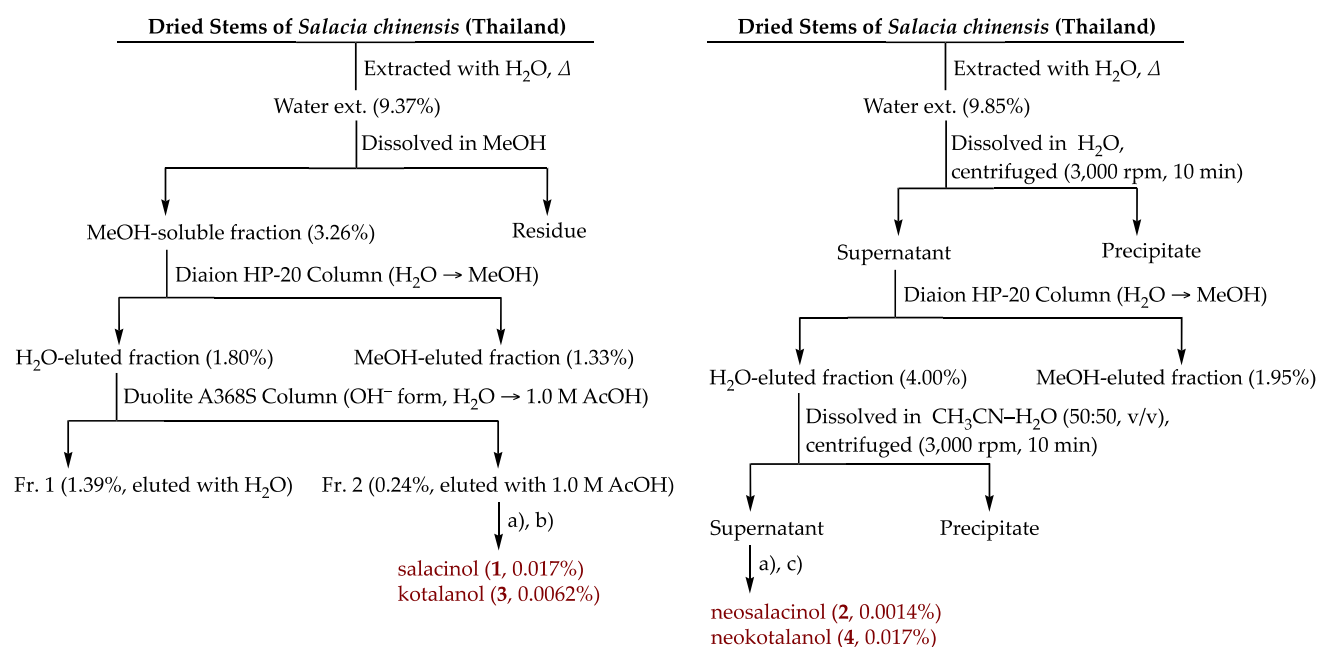 Dried Stems of Salacia chinensis (Thailand)
Extracted with H₂O, Δ
Water ext. (9.37%)
Dissolved in MeOH
MeOH-soluble fraction (3.26%)
Residue
Diaion HP-20 Column (H₂O → MeOH)
H₂O-eluted fraction (1.80%)
MeOH-eluted fraction (1.33%)
Duolite A368S Column (OH⁻ form, H₂O → 1.0 M AcOH)
Fr. 1 (1.39%, eluted with H₂O)
Fr. 2 (0.24%, eluted with 1.0 M AcOH)
a), b)
salacinol (1, 0.017%)
kotalanol (3, 0.0062%)
Dried Stems of Salacia chinensis (Thailand)
Extracted with H₂O, Δ
Water ext. (9.85%)
Dissolved in H₂O,
centrifuged (3,000 rpm, 10 min)
Supernatant
Precipitate
Diaion HP-20 Column (H₂O → MeOH)
H₂O-eluted fraction (4.00%)
MeOH-eluted fraction (1.95%)
Dissolved in CH₃CN–H₂O (50:50, v/v),
centrifuged (3,000 rpm, 10 min)
Supernatant
Precipitate
a), c)
neosalacinol (2, 0.0014%)
neokotalanol (4, 0.017%)